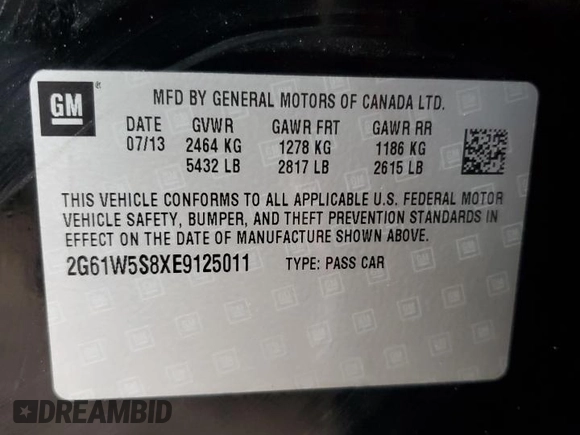 GM ®
MFD BY GENERAL MOTORS OF CANADA LTD.
DATE GVWR GAWR FRT GAWR RR
07/13 2464 KG 1278 KG 1186 KG
5432 LB 2817 LB 2615 LB
THIS VEHICLE CONFORMS TO ALL APPLICABLE U.S. FEDERAL MOTOR
VEHICLE SAFETY, BUMPER, AND THEFT PREVENTION STANDARDS IN
EFFECT ON THE DATE OF MANUFACTURE SHOWN ABOVE.
2G61W5S8XE9125011 TYPE: PASS CAR
DREAMBID